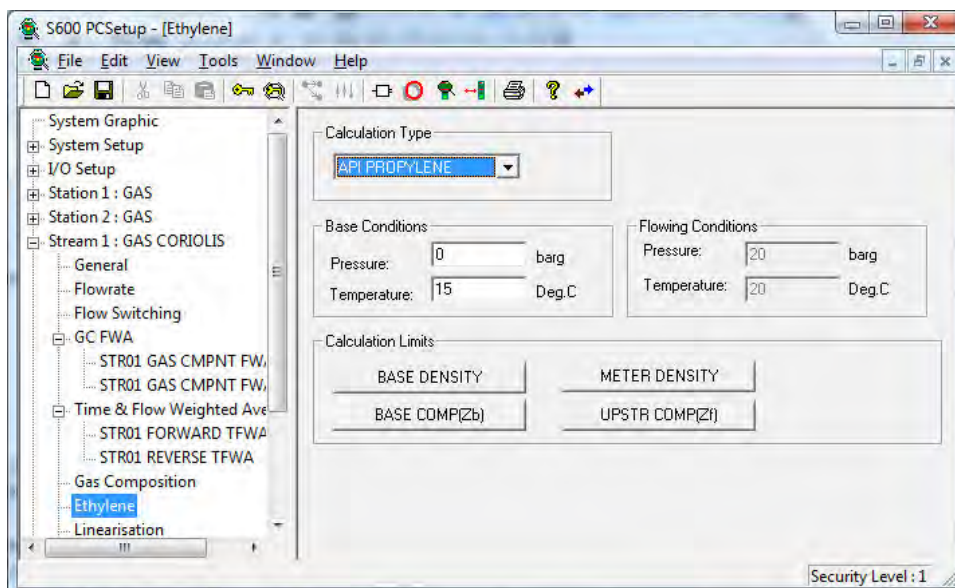 S600 PCSetup - [Ethylene]
File Edit View Tools Window Help
System Graphic
System Setup
I/O Setup
Station 1 : GAS
Station 2 : GAS
Stream 1 : GAS CORIOLIS
General
Flowrate
Flow Switching
GC FWA
STR01 GAS CMPNT FW
STR01 GAS CMPNT FW
Time & Flow Weighted Ave
STR01 FORWARD TFWA
STR01 REVERSE TFWA
Gas Composition
Ethylene
Linearisation
Calculation Type
API PROPYLENE
Base Conditions
Pressure: 0 barg
Temperature: 15 Deg.C
Flowing Conditions
Pressure: 20 barg
Temperature: 20 Deg.C
Calculation Limits
BASE DENSITY METER DENSITY
BASE COMP(Zb) UPSTR COMP(Zf)
Security Level : 1